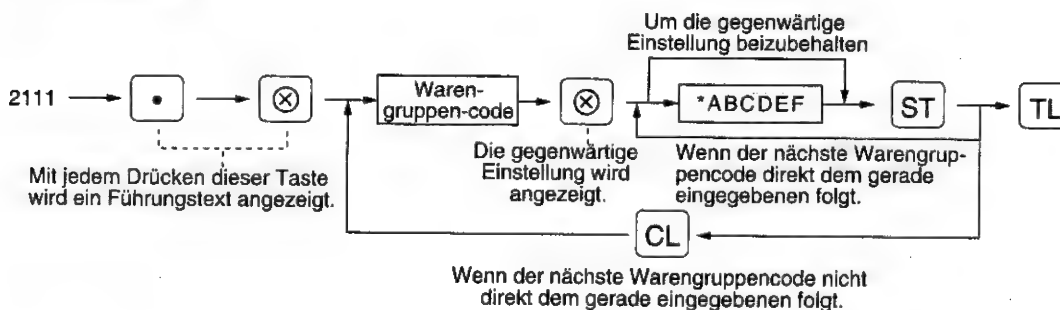 Um die gegenwärtige
Einstellung beizubehalten
2111
•
⊗
Waren-
gruppen-code
⊗
*ABCDEF
ST
TL
Mit jedem Drücken dieser Taste
wird ein Führungstext angezeigt.
Die gegenwärtige
Einstellung wird
angezeigt.
Wenn der nächste Warengrup-
pencode direkt dem gerade
eingegebenen folgt.
CL
Wenn der nächste Warengruppencode nicht
direkt dem gerade eingegebenen folgt.